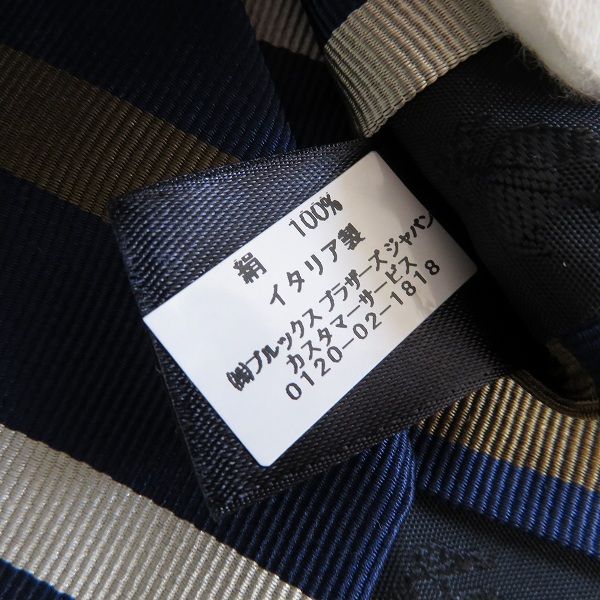 絹 100%
イタリア製
㈱ブルックス ブラザーズ ジャパン
カスタマーサービス
0120-02-1818